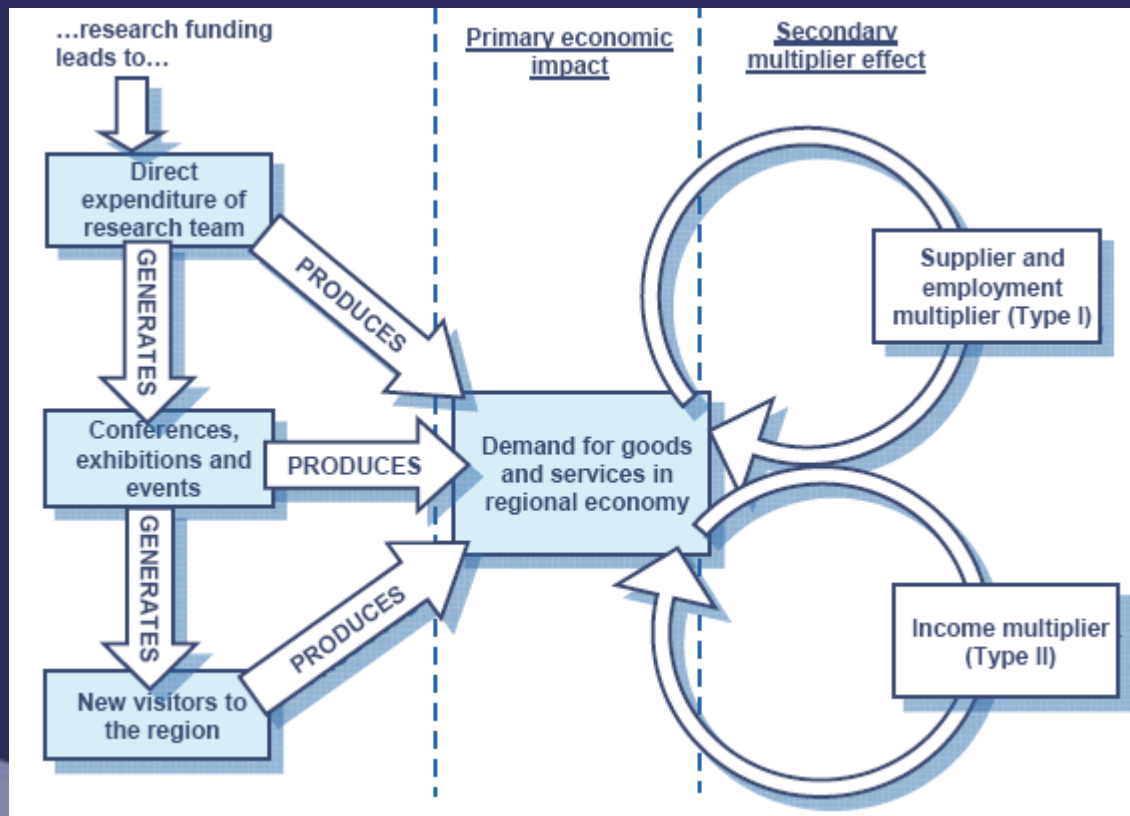 …research funding
leads to…
Primary economic
impact
Secondary
multiplier effect
Direct
expenditure of
research team
GENERATES
PRODUCES
Supplier and
employment
multiplier (Type I)
Conferences,
exhibitions and
events
PRODUCES
Demand for goods
and services in
regional economy
GENERATES
PRODUCES
New visitors to
the region
Income multiplier
(Type II)